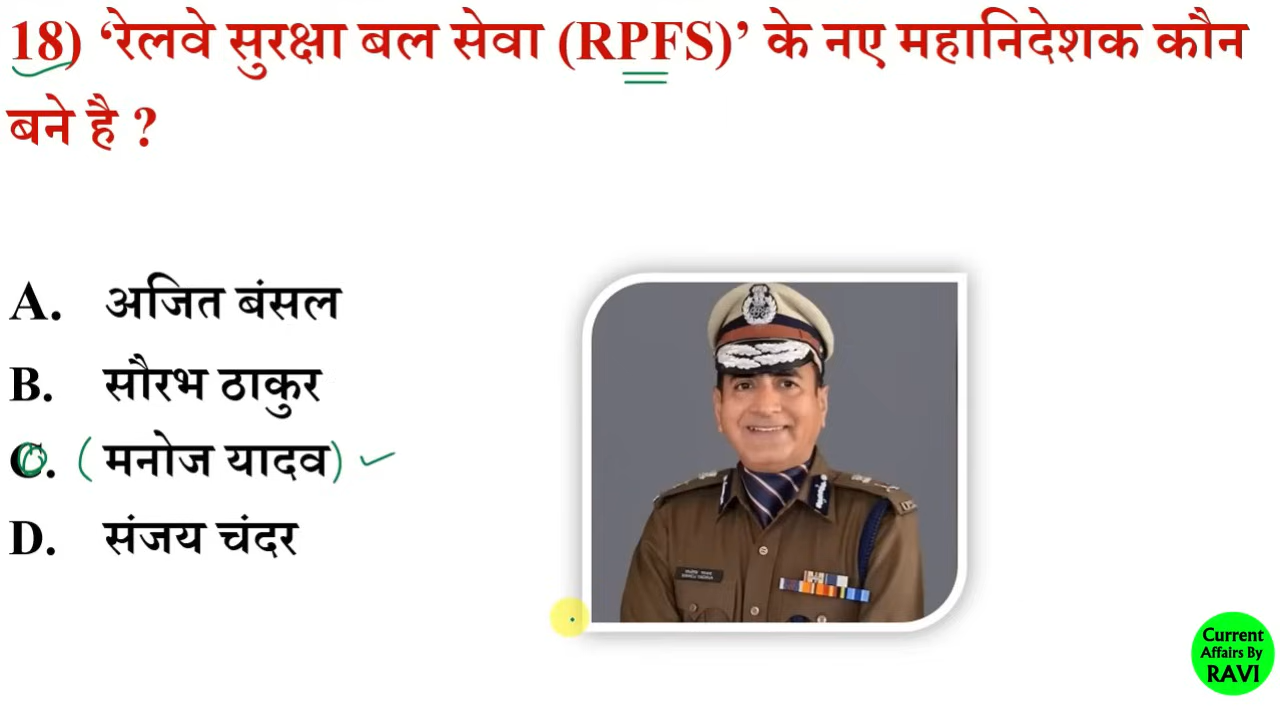 18) ‘रेलवे सुरक्षा बल सेवा (RPFS)’ के नए महानिदेशक कौन
बने है ?
A. अजित बंसल
B. सौरभ ठाकुर
C. (मनोज यादव)
D. संजय चंदर
Current
Affairs By
RAVI